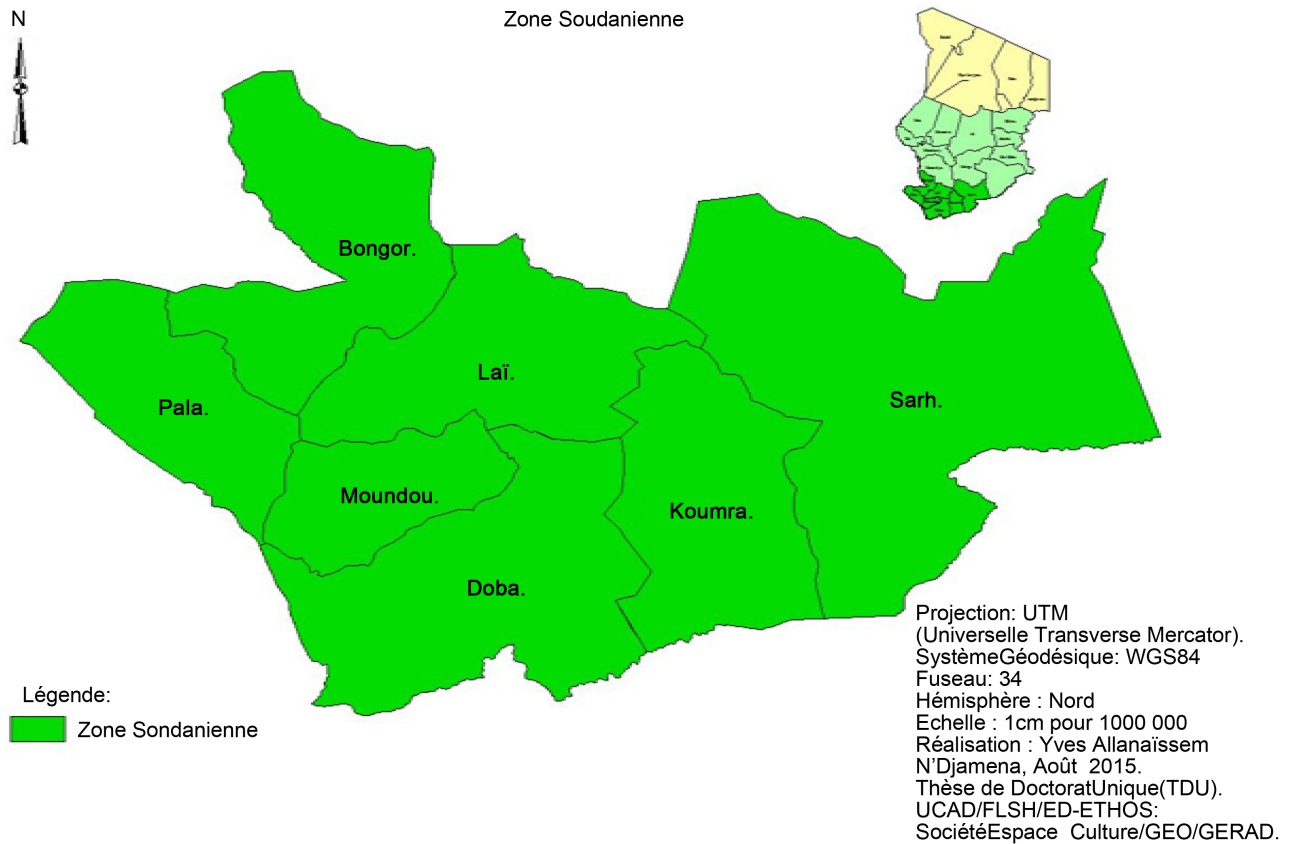 N
Zone Soudanienne
Bongor.
Laï.
Pala.
Sarh.
Moundou.
Koumra.
Doba.
Légende:
Zone Sondanienne
Projection: UTM
(Universelle Transverse Mercator).
SystèmeGéodésique: WGS84
Fuseau: 34
Hémisphère : Nord
Echelle : 1cm pour 1000 000
Réalisation : Yves Allanaïssem
N'Djamena, Août  2015.
Thèse de DoctoratUnique(TDU).
UCAD/FLSH/ED-ETHOS:
SociétéEspace  Culture/GEO/GERAD.